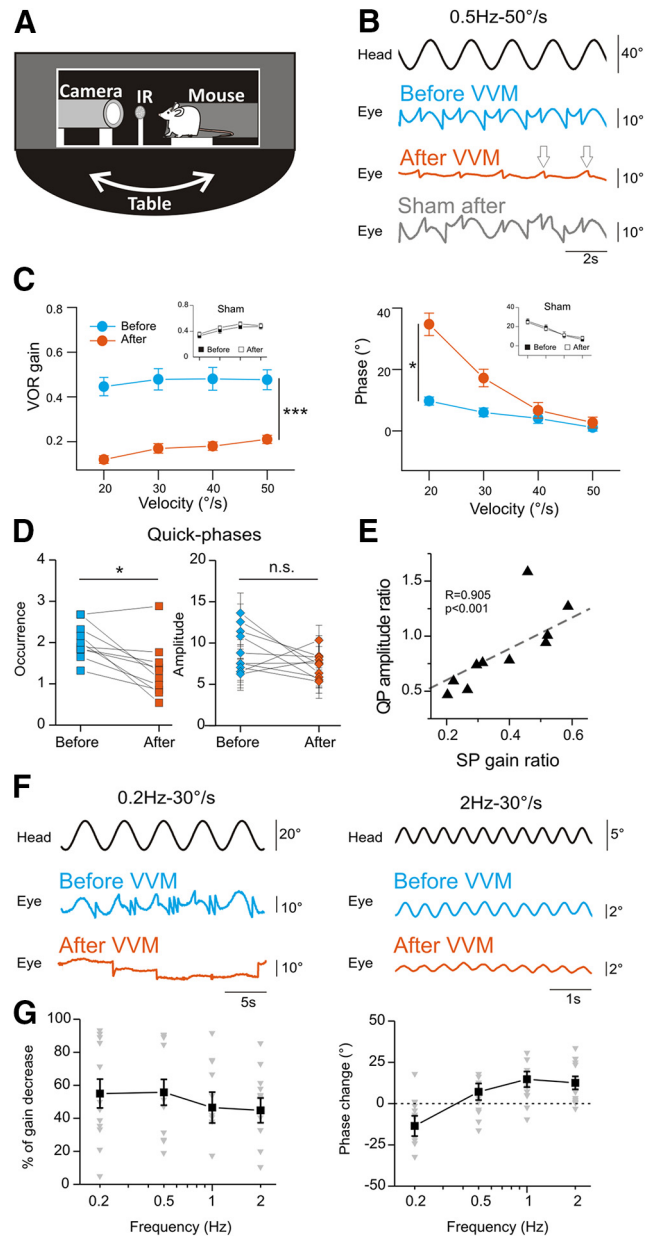 A
Camera IR Mouse
Table
B
0.5Hz-50°/s
Head 40°
Before VVM
Eye 10°
After VVM
Eye 10°
Sham after
Eye 10°
2s
C
0.8
0.6
0.4
0.2
VOR gain
Before
After
Sham
0.8
0.4
0
Before After
***
20 30 40 50
Velocity (°/s)
40
20
0
Phase (°)
Sham
40
20
0
Before After
*
20 30 40 50
Velocity (°/s)
D
Quick-phases
4
3
2
1
0
Occurrence
*
Before After
20
15
10
5
0
Amplitude
n.s.
Before After
E
1.5
1.0
0.5
QP amplitude ratio
R=0.905
p<0.001
0.2 0.4 0.6
SP gain ratio
F
0.2Hz-30°/s
Head 20°
Before VVM
Eye 10°
After VVM
Eye 10°
5s
2Hz-30°/s
Head 5°
Before VVM
Eye 2°
After VVM
Eye 2°
1s
G
100
80
60
40
20
0
% of gain decrease
0.2 0.5 1 2
Frequency (Hz)
50
25
0
-25
-50
Phase change (°)
0.2 0.5 1 2
Frequency (Hz)